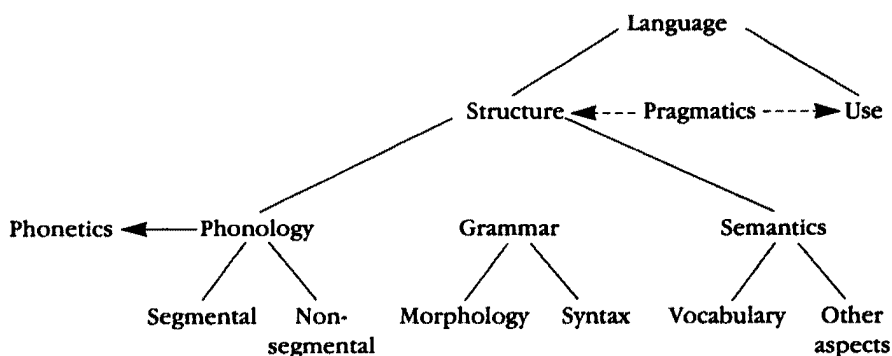 Language
Structure Pragmatics Use
Phonetics Phonology Grammar Semantics
Segmental Non- Morphology Syntax Vocabulary Other
segmental aspects